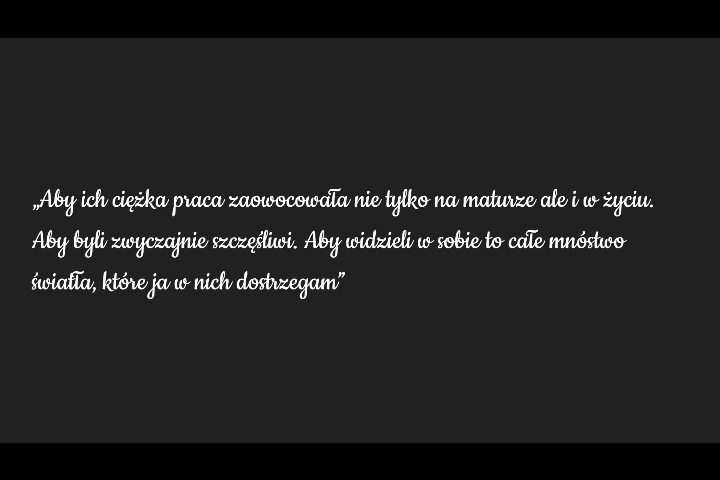 „Aby ich ciężka praca zaowocowała nie tylko na maturze ale i w życiu.
Aby byli zwyczajnie szczęśliwi. Aby widzieli w sobie to całe mnóstwo
światła, które ja w nich dostrzegam”